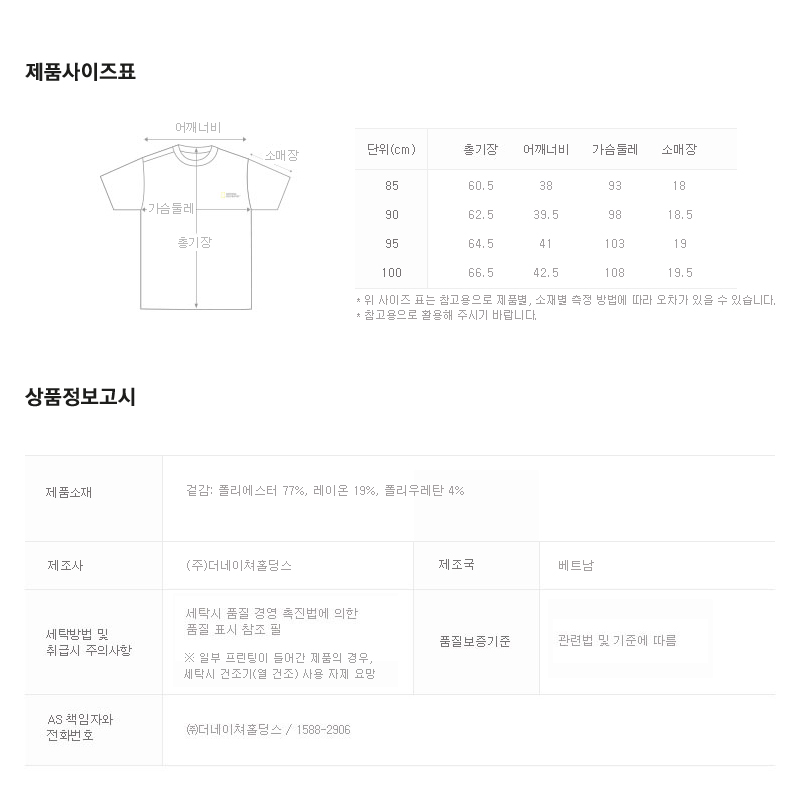 제품사이즈표
어깨너비
소매장
가슴둘레
총기장
단위(cm) 총기장 어깨너비 가슴둘레 소매장
85 60.5 38 93 18
90 62.5 39.5 98 18.5
95 64.5 41 103 19
100 66.5 42.5 108 19.5
* 위 사이즈 표는 참고용으로 제품별, 소재별 측정 방법에 따라 오차가 있을 수 있습니다.
* 참고용으로 활용해 주시기 바랍니다.
상품정보고시
제품소재 겉감: 폴리에스터 77%, 레이온 19%, 폴리우레탄 4%
제조사 (주)더네이쳐홀딩스 제조국 베트남
세탁방법 및
취급시 주의사항
세탁시 품질 경영 촉진법에 의한
품질 표시 참조 필
※ 일부 프린팅이 들어간 제품의 경우,
세탁시 건조기(열 건조) 사용 자제 요망
품질보증기준 관련법 및 기준에 따름
AS 책임자와
전화번호
㈜더네이쳐홀딩스 / 1588-2906